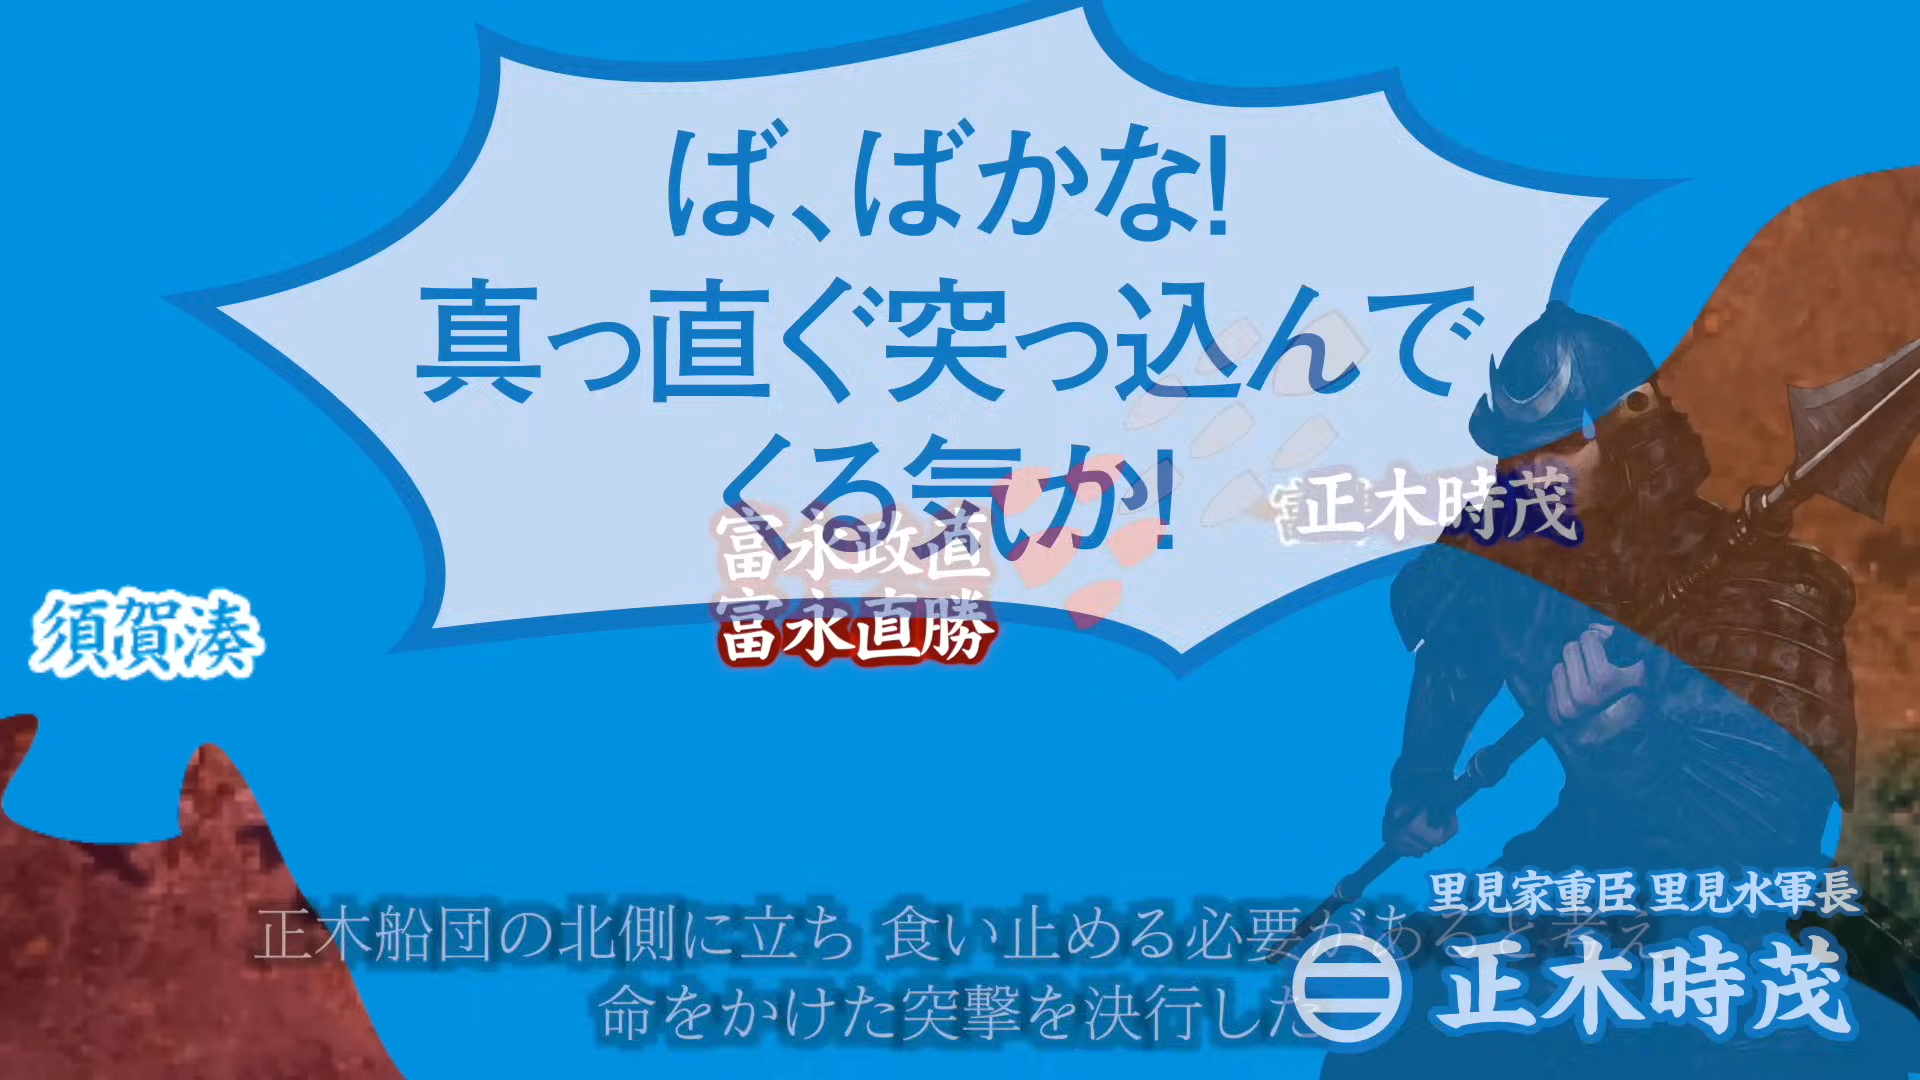 ば、ばかな!
真っ直ぐ突っ込んで
くる気か!
富永政直
富永直勝
正木時茂
須賀湊
正木船団の北側に立ち 食い止める必要があると考え
命をかけた突撃を決行した
里見家重臣 里見水軍長
正木時茂